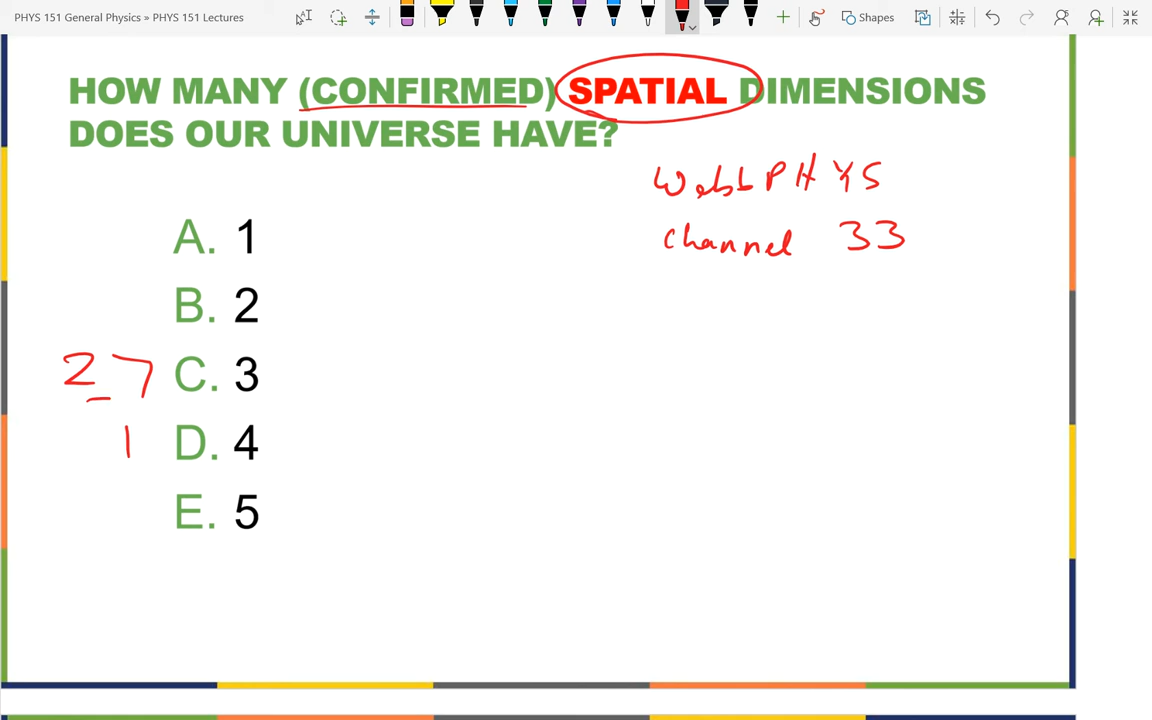 PHYS 151 General Physics » PHYS 151 Lectures
Shapes
HOW MANY (CONFIRMED) SPATIAL DIMENSIONS
DOES OUR UNIVERSE HAVE?
WebbPHYS
channel 33
A. 1
B. 2
27 C. 3
1 D. 4
E. 5